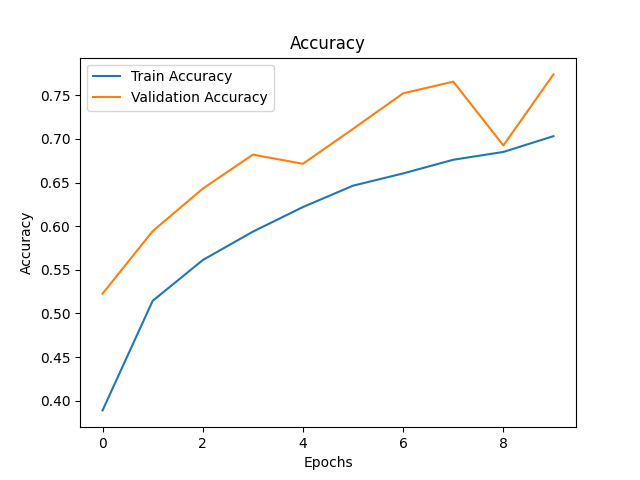 Accuracy
Train Accuracy
Validation Accuracy
0.75
0.70
0.65
0.60
0.55
0.50
0.45
0.40
Accuracy
0 2 4 6 8
Epochs